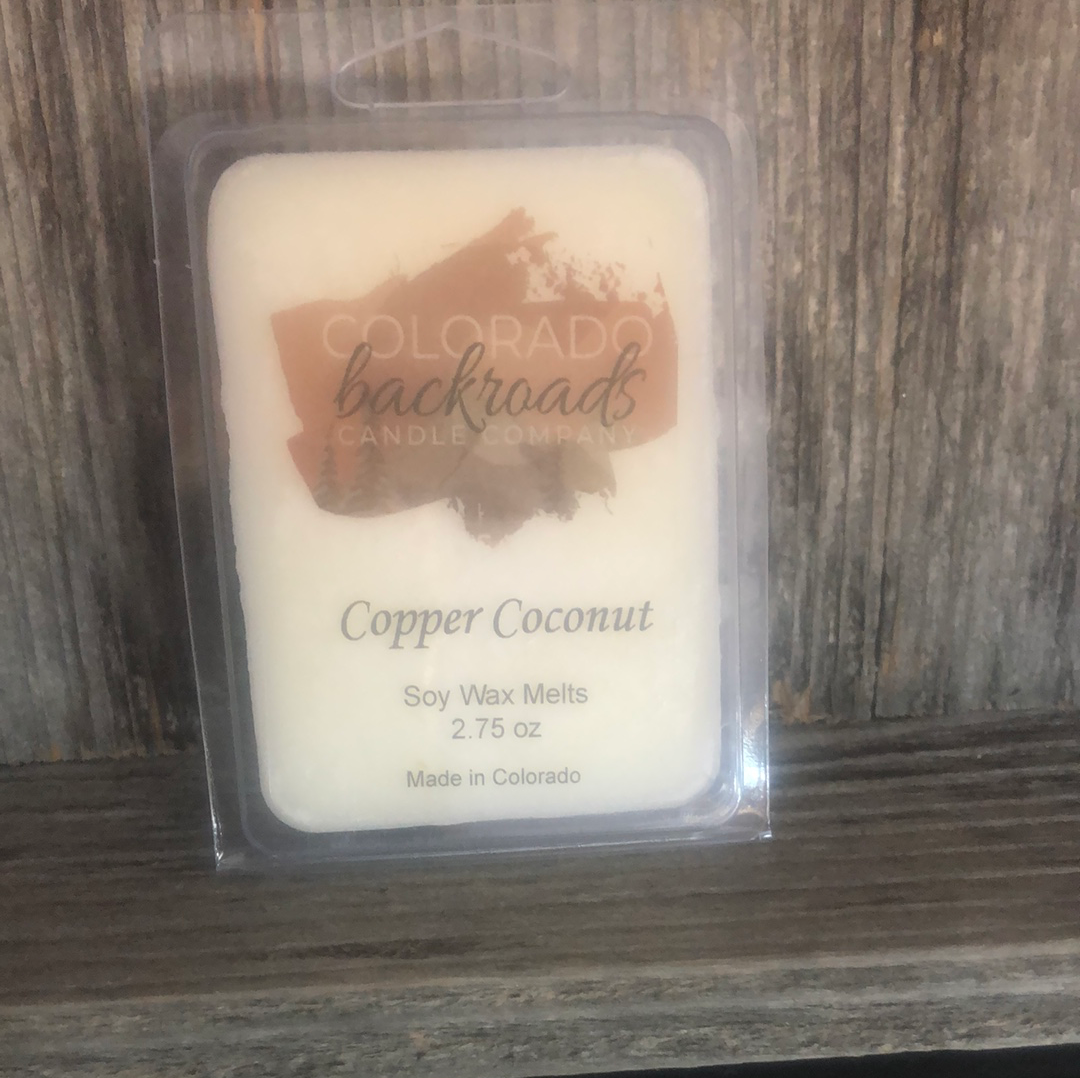 COLORADO
backroads
CANDLE COMPANY
Copper Coconut
Soy Wax Melts
2.75 oz
Made in Colorado